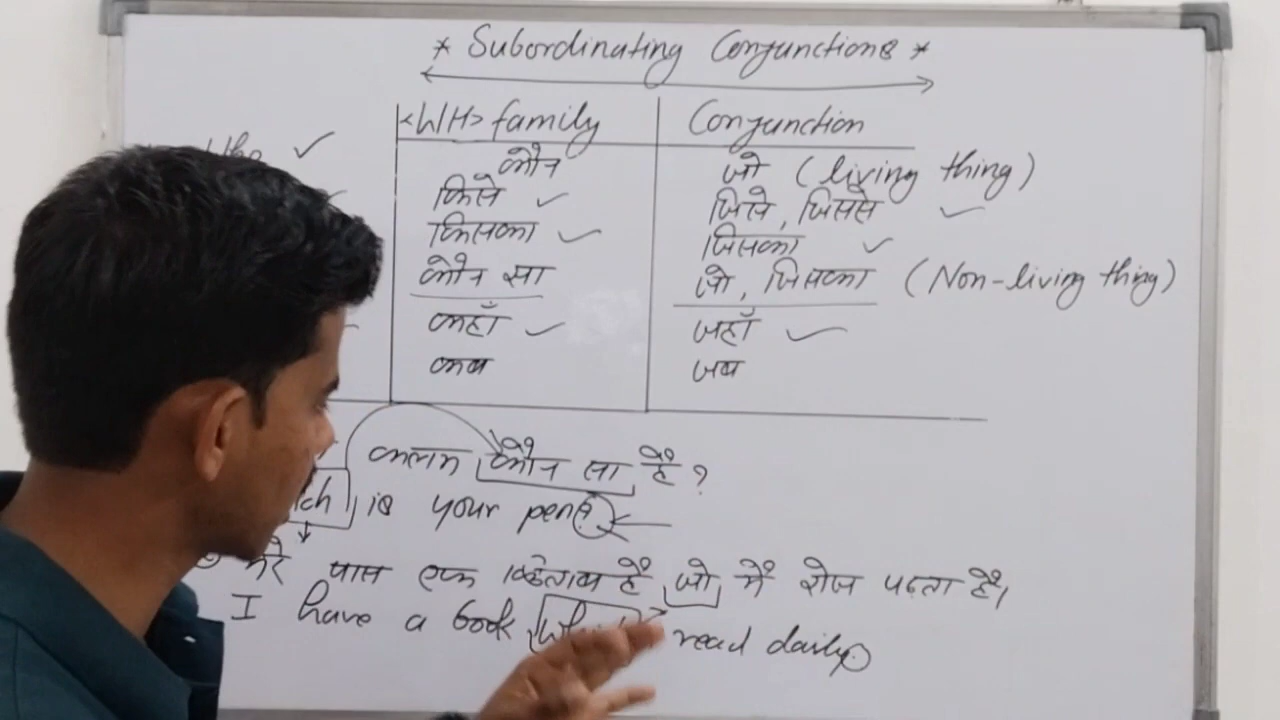 * Subordinating Conjunctions *
<WH> family Conjunction
Who ✓ कौन जो (living thing)
किसे ✓ जिसे, जिससे ✓
किसका ✓ जिसका ✓
कौन सा जो, जिसका (Non-living thing)
कहाँ ✓ जहाँ ✓
कब जब
कलम कौन सा है ?
is your pen?
मेरे पास एक किताब है जो मैं रोज पढ़ता हूँ।
I have a book read daily.